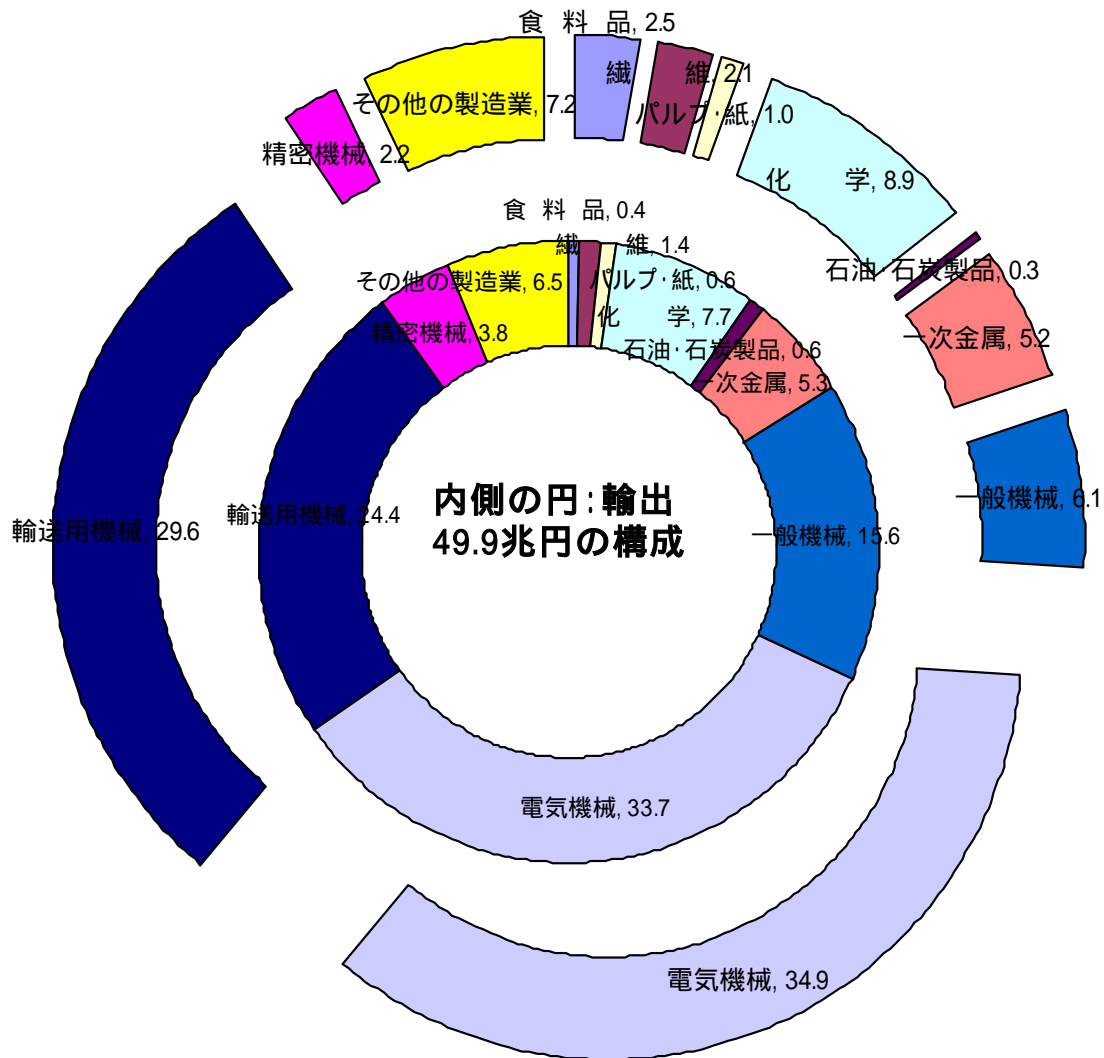 食 料 品, 2.5
繊 維, 2.1
パルプ・紙, 1.0
化 学, 8.9
石油・石炭製品, 0.3
一次金属, 5.2
一般機械, 6.1
電気機械, 34.9
輸送用機械, 29.6
精密機械, 2.2
その他の製造業, 7.2
食 料 品, 0.4
繊 維, 1.4
パルプ・紙, 0.6
化 学, 7.7
石油・石炭製品, 0.6
一次金属, 5.3
一般機械, 15.6
電気機械, 33.7
輸送用機械, 24.4
精密機械, 3.8
その他の製造業, 6.5
内側の円：輸出
49.9兆円の構成